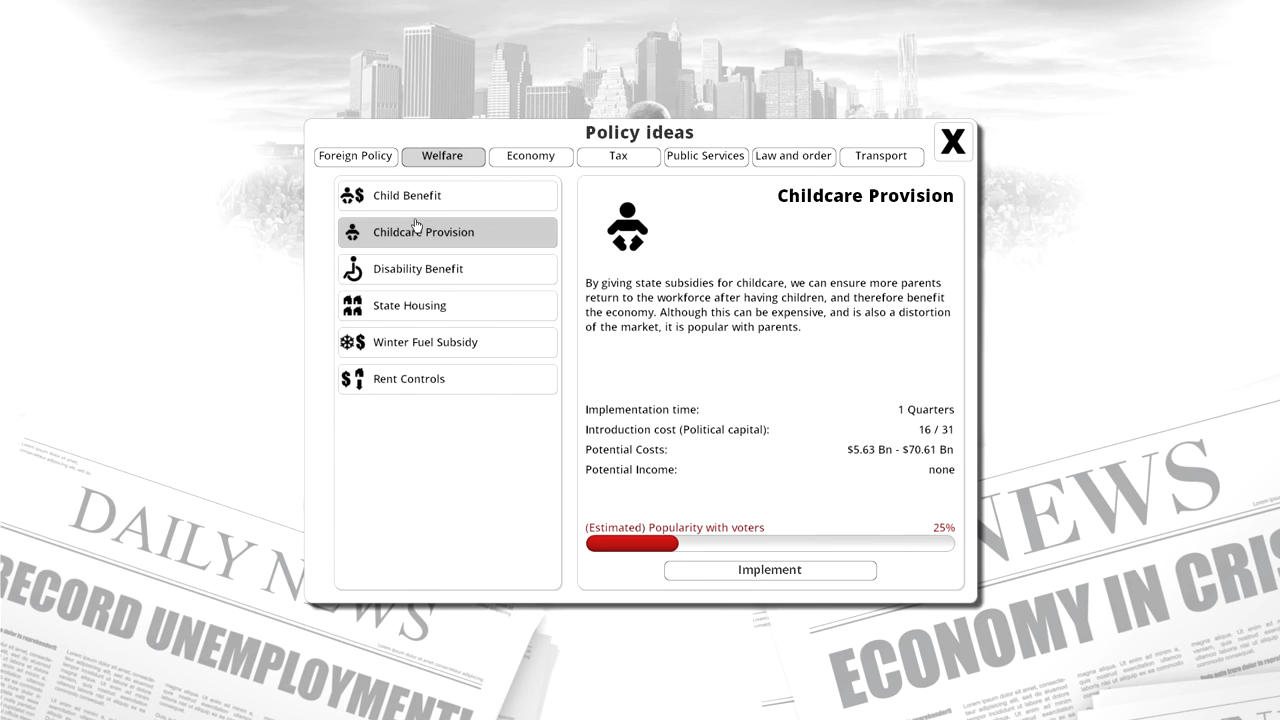 Policy ideas
X
Foreign Policy
Welfare
Economy
Tax
Public Services
Law and order
Transport
Child Benefit
Childcare Provision
Disability Benefit
State Housing
Winter Fuel Subsidy
Rent Controls
Childcare Provision
By giving state subsidies for childcare, we can ensure more parents
return to the workforce after having children, and therefore benefit
the economy. Although this can be expensive, and is also a distortion
of the market, it is popular with parents.
Implementation time: 1 Quarters
Introduction cost (Political capital): 16 / 31
Potential Costs: $5.63 Bn - $70.61 Bn
Potential Income: none
(Estimated) Popularity with voters 25%
Implement
DAILY NEWS
RECORD UNEMPLOYMENT!
NEWS
ECONOMY IN CRIS